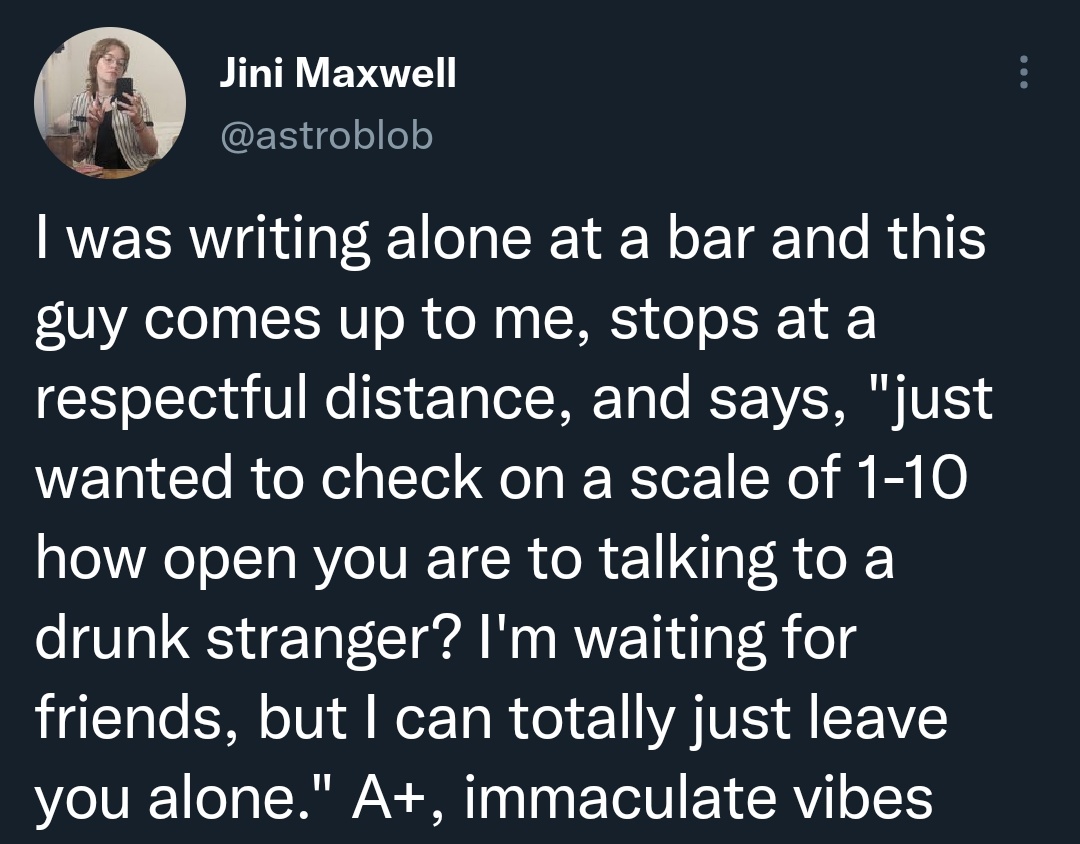 Jini Maxwell
@astroblob
I was writing alone at a bar and this
guy comes up to me, stops at a
respectful distance, and says, "just
wanted to check on a scale of 1-10
how open you are to talking to a
drunk stranger? I'm waiting for
friends, but I can totally just leave
you alone." A+, immaculate vibes